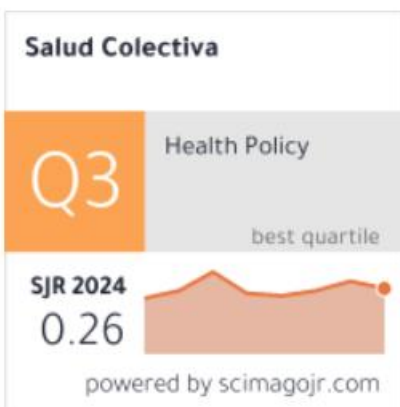 Salud Colectiva
Q3
Health Policy
best quartile
SJR 2024
0.26
powered by scimagojr.com